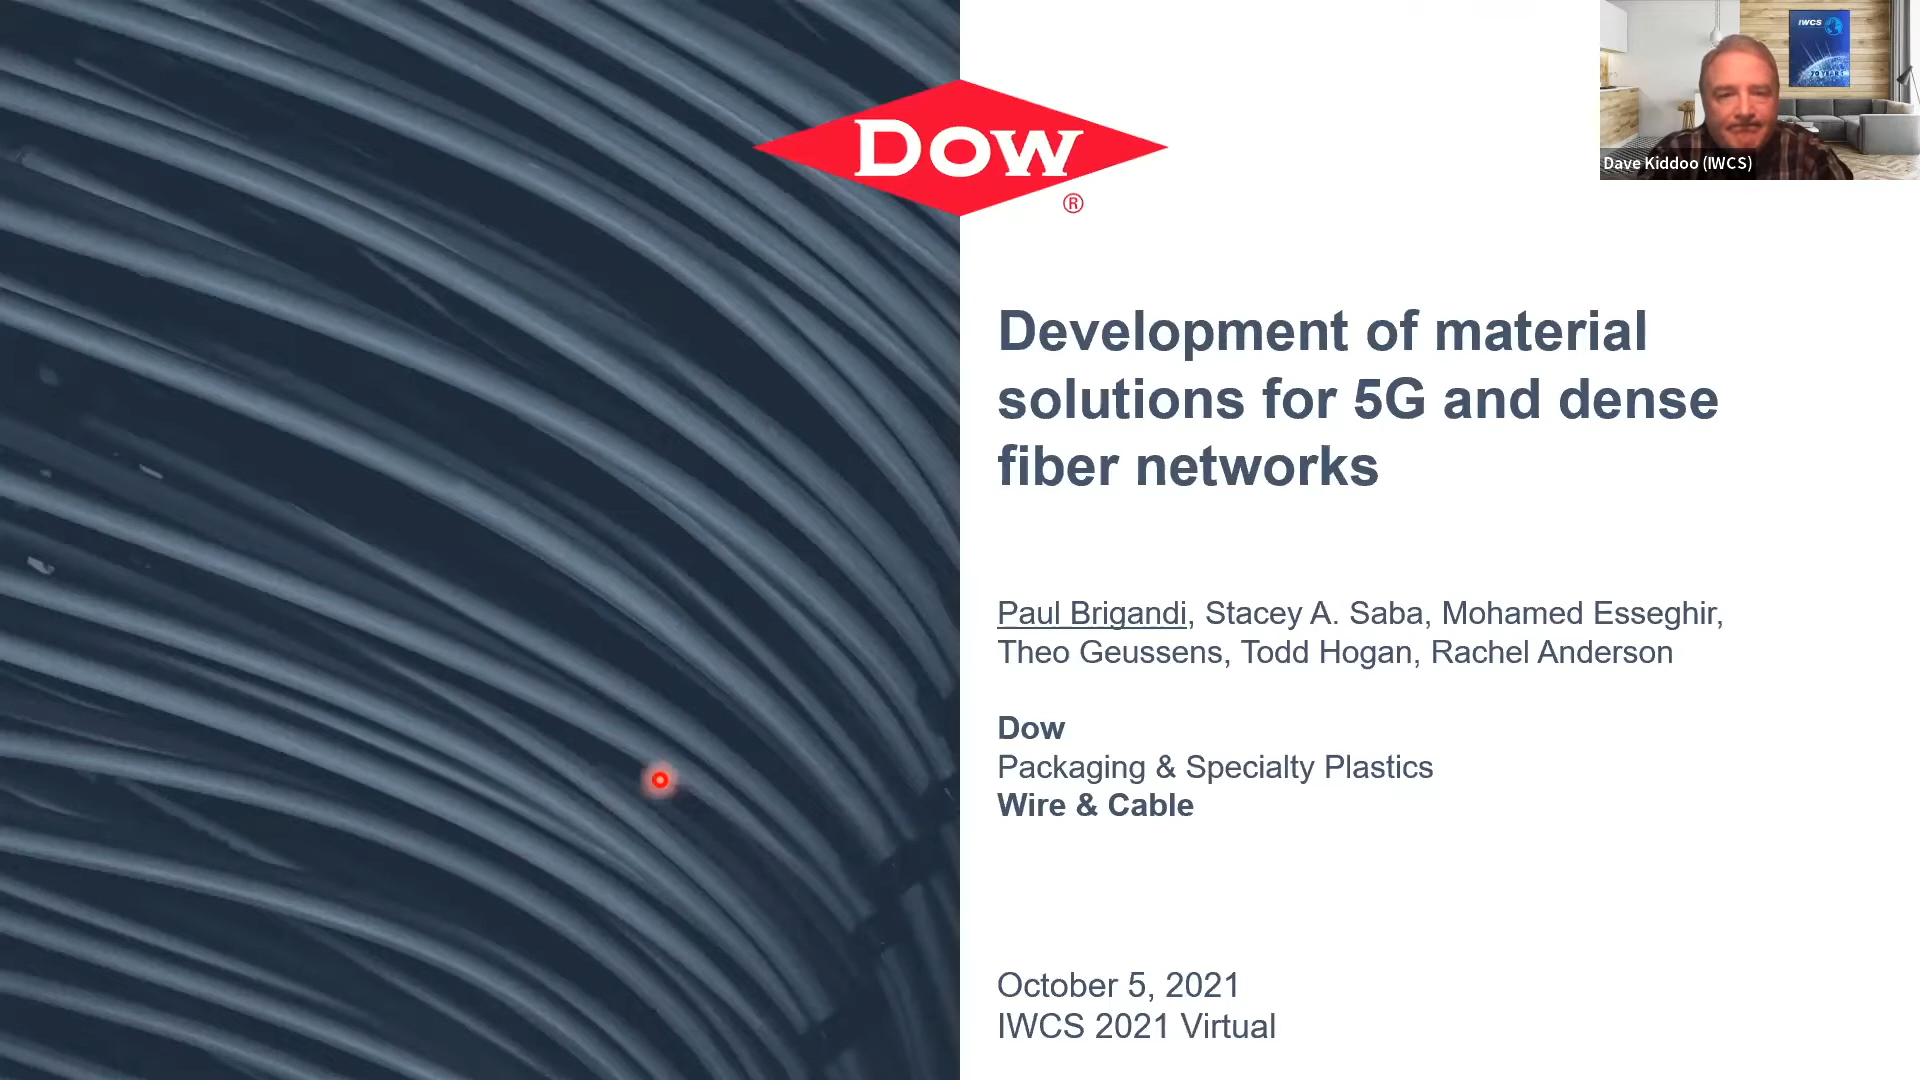 DOW
®
Development of material
solutions for 5G and dense
fiber networks
Paul Brigandi, Stacey A. Saba, Mohamed Esseghir,
Theo Geussens, Todd Hogan, Rachel Anderson
Dow
Packaging & Specialty Plastics
Wire & Cable
October 5, 2021
IWCS 2021 Virtual
IWCS
70 YEARS
Dave Kiddoo (IWCS)